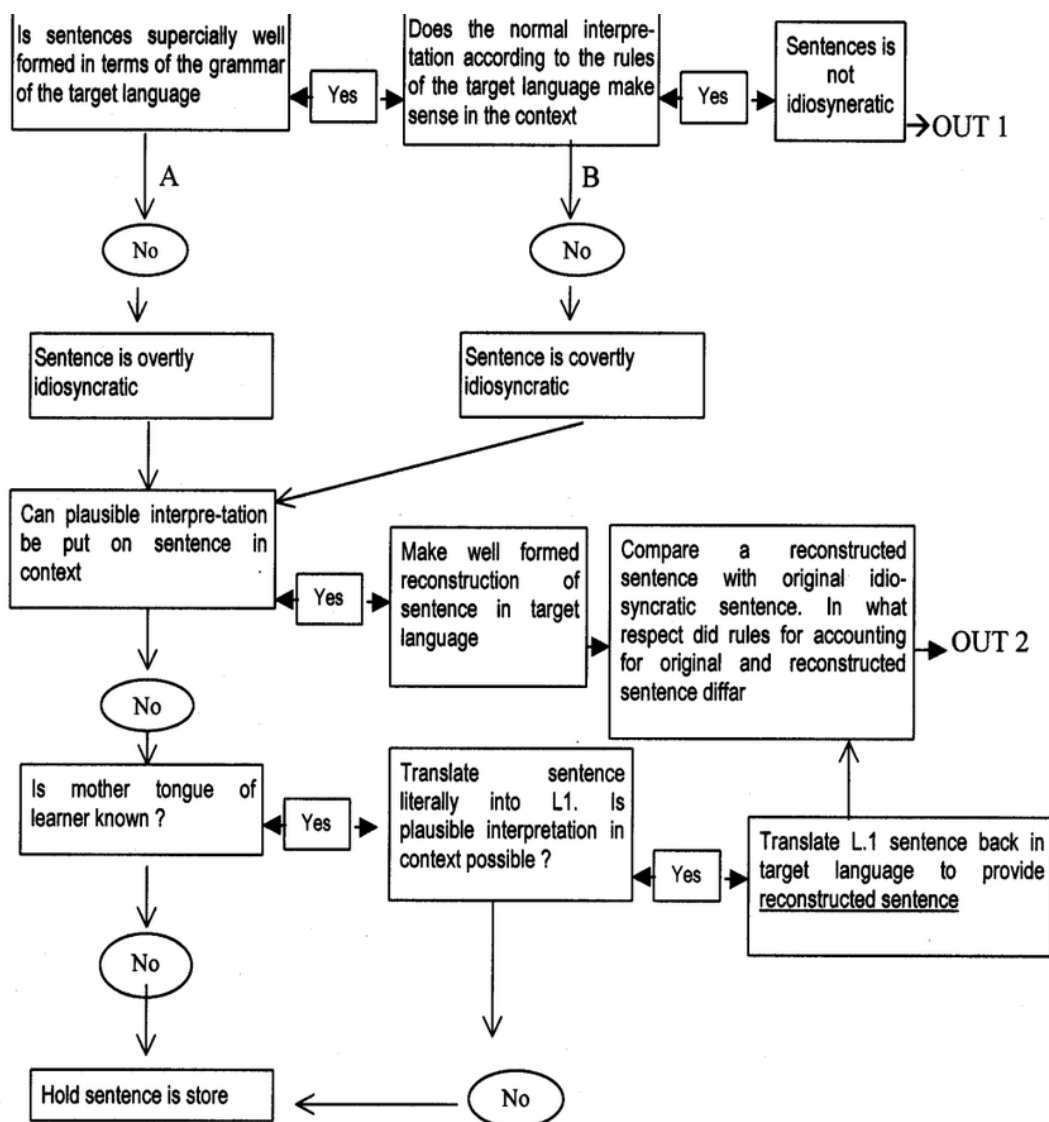 Is sentences supercially well
formed in terms of the grammar
of the target language
Yes
Does the normal interpre-
tation according to the rules
of the target language make
sense in the context
Yes
Sentences is
not
idiosyneratic
OUT 1
A
B
No
No
Sentence is overtly
idiosyncratic
Sentence is covertly
idiosyncratic
Can plausible interpre-tation
be put on sentence in
context
Yes
Make well formed
reconstruction of
sentence in target
language
Compare a reconstructed
sentence with original idio-
syncratic sentence. In what
respect did rules for accounting
for original and reconstructed
sentence diffar
OUT 2
No
Is mother tongue of
learner known ?
Yes
Translate sentence
literally into L1. Is
plausible interpretation in
context possible ?
Yes
Translate L.1 sentence back in
target language to provide
reconstructed sentence
No
Hold sentence is store
No